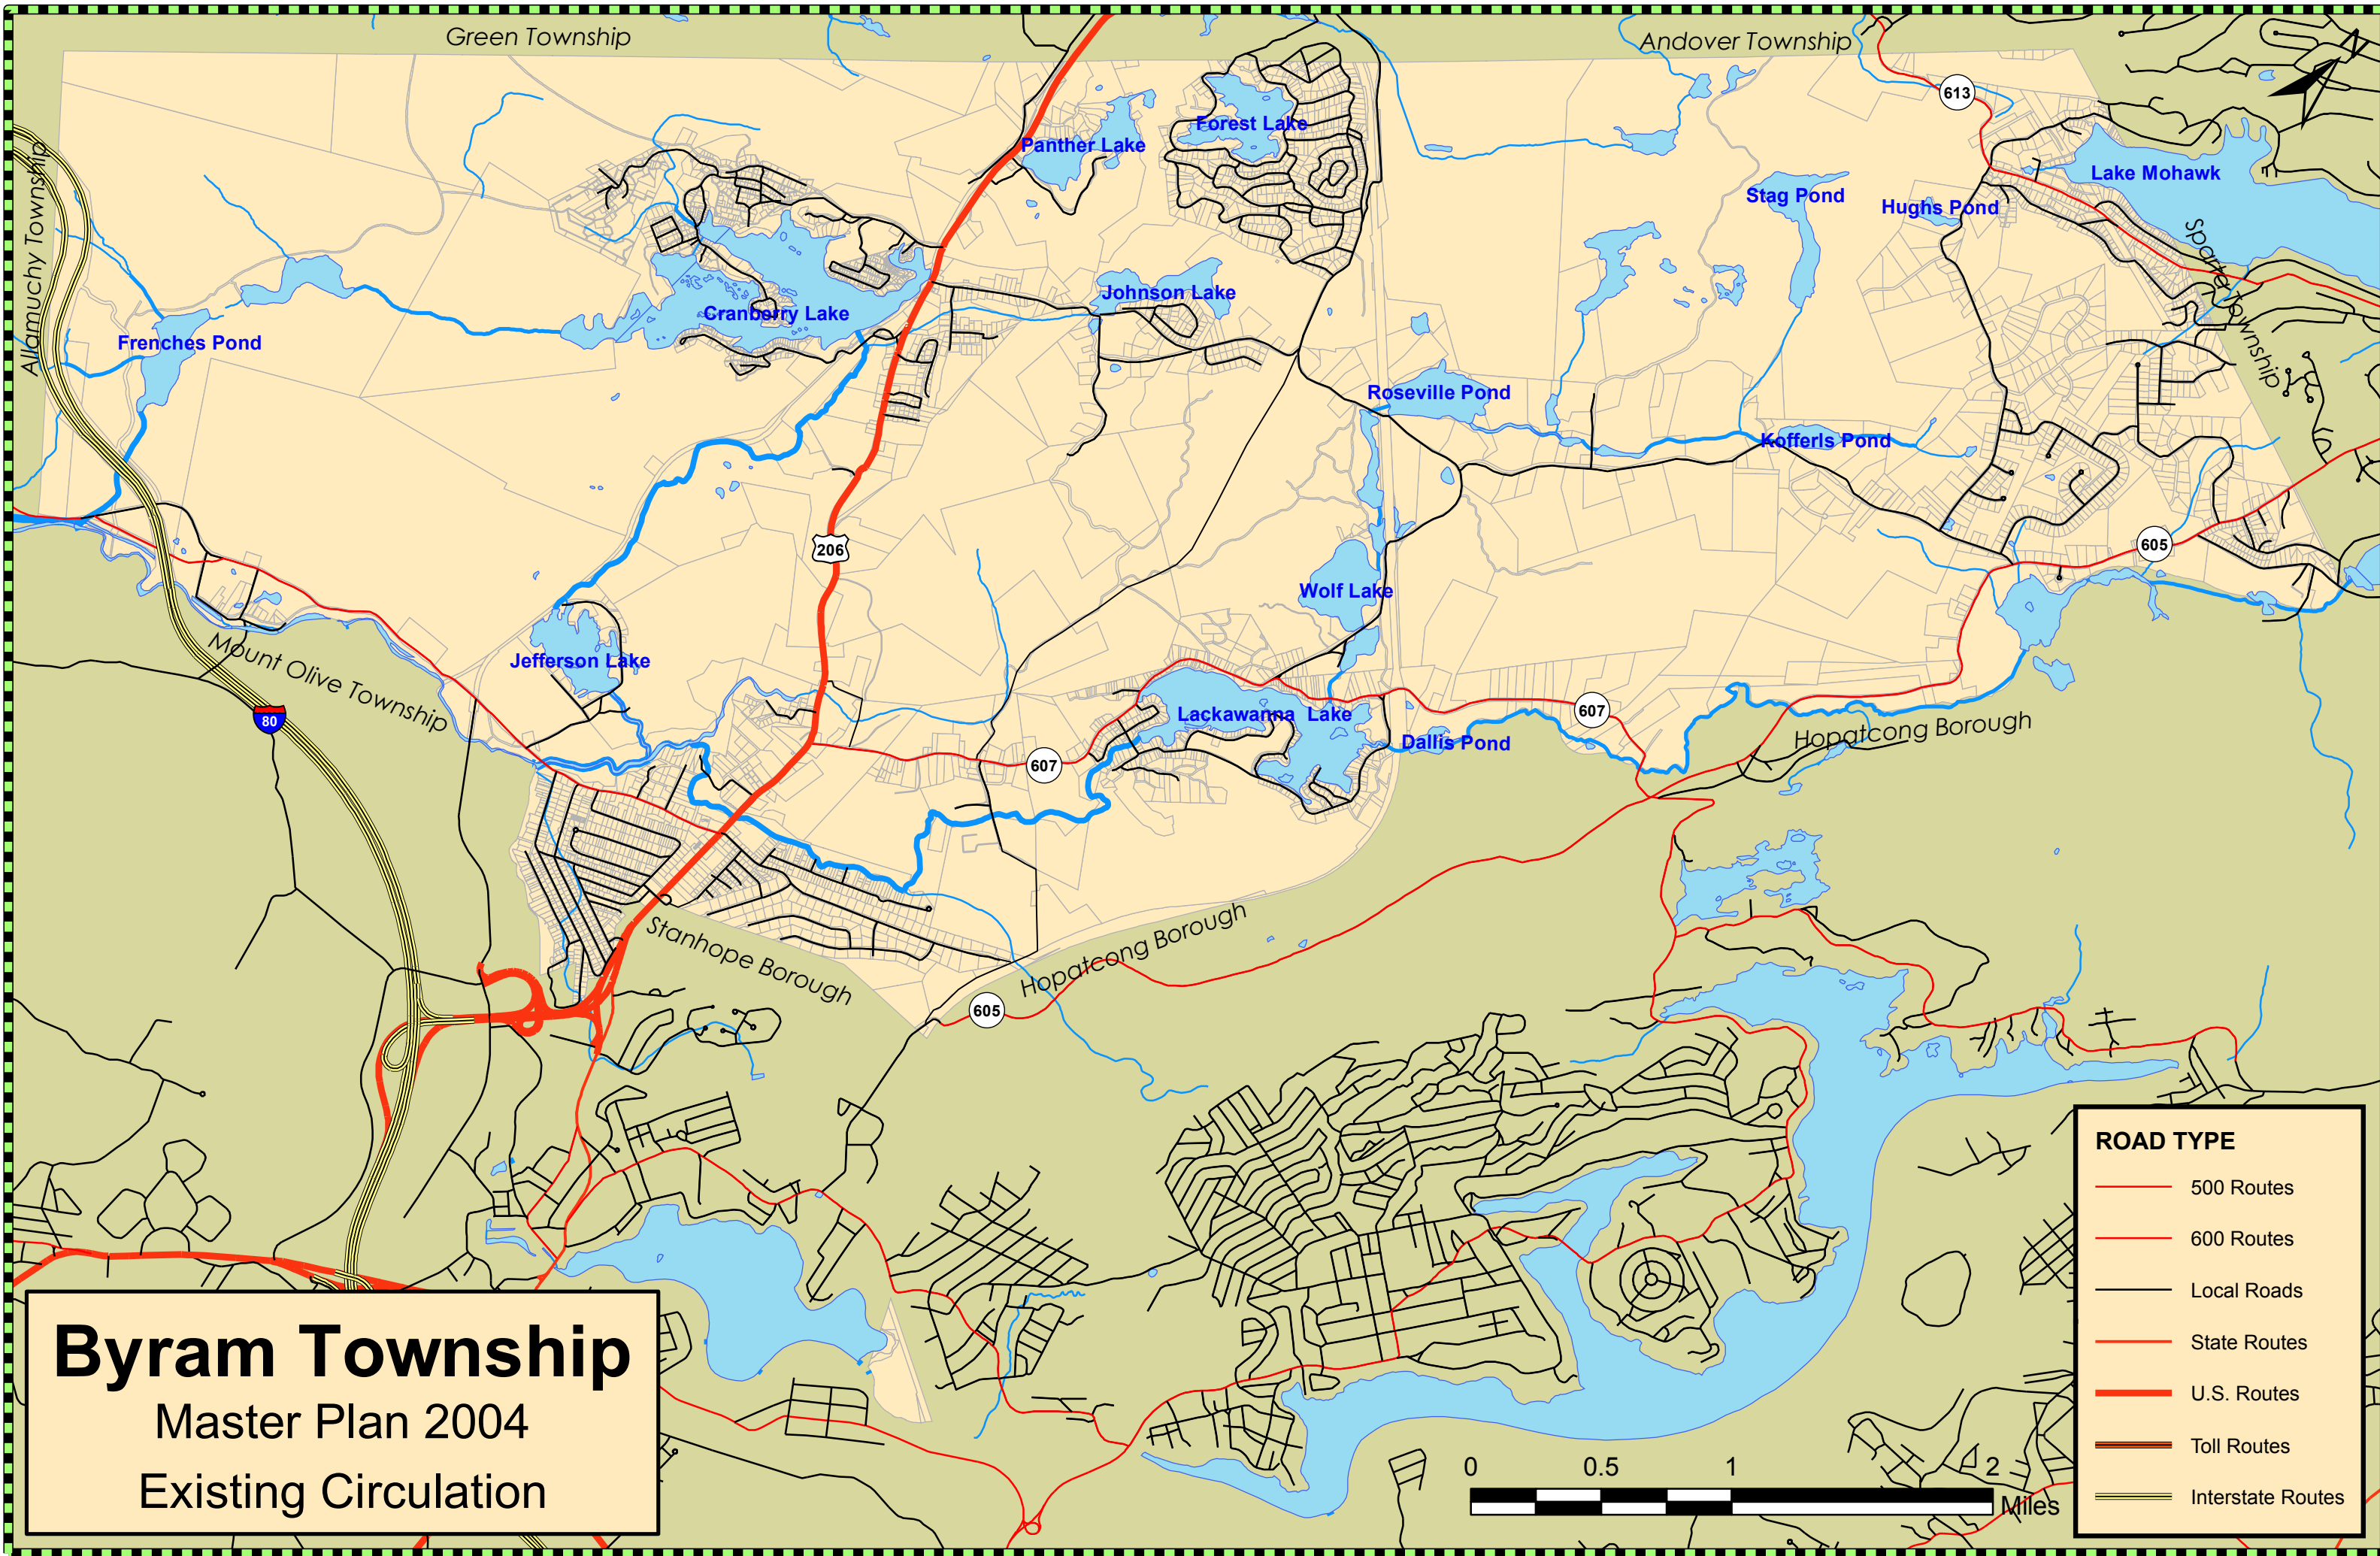 Green Township
Andover Township
N
613
Panther Lake
Forest Lake
Lake Mohawk
Stag Pond
Hughs Pond
Allamuchy Township
Sparta Township
Johnson Lake
Cranberry Lake
Frenches Pond
Roseville Pond
Kofferls Pond
206
605
Wolf Lake
Jefferson Lake
Mount Olive Township
80
Lackawanna Lake
607
Dallis Pond
Hopatcong Borough
607
Stanhope Borough
Hopatcong Borough
605
ROAD TYPE
500 Routes
600 Routes
Local Roads
State Routes
U.S. Routes
Toll Routes
Interstate Routes
Byram Township
Master Plan 2004
Existing Circulation
0 0.5 1 2
Miles